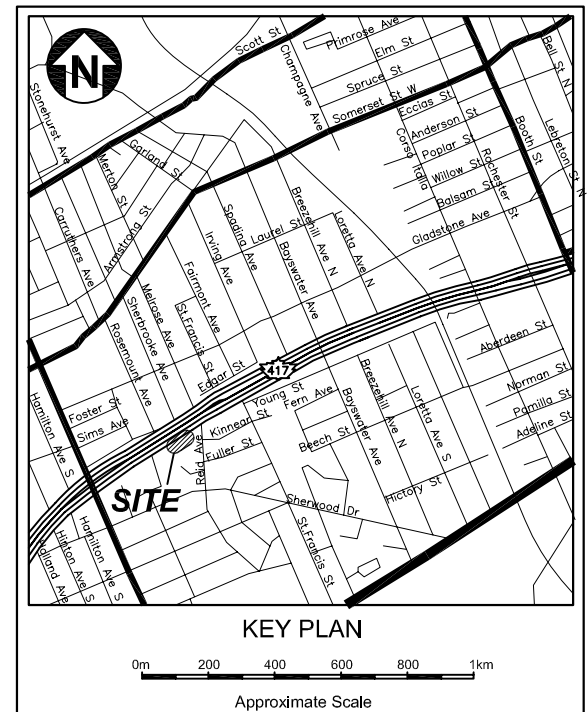 N
Scott St
Champagne Ave
Primrose Ave
Elm St
Spruce St
Somerset St W
Eccias St
Anderson St
Poplar St
Willow St
Balsam St
Gladstone Ave
Corso Italia
Rochester St
Booth St
Bell St N
Lebreton St N
Stonehurst Ave
Merton St
Garland St
Armstrong St
Carruthers Ave
Spading Ave
Irving Ave
Laurel St
Breezehill Ave N
Bayswater Ave
Loretta Ave N
Fairmont Ave
St.Francis St
Melrose Ave
Sherbrooke Ave
Rosemount Ave
Edgar St
417
Aberdeen St
Norman St
Pamilla St
Adeline St
Hamilton Ave S
Foster St
Sims Ave
Reid Ave
Kinnear St
Fuller St
Young St
Fern Ave
Beech St
Bayswater Ave
Breezehill Ave N
Loretta Ave S
Hictory St
Sherwood Dr
St.Francis St
SITE
Hamilton Ave S
Hinton Ave S
Holland Ave
KEY PLAN
0m 200 400 600 800 1km
Approximate Scale